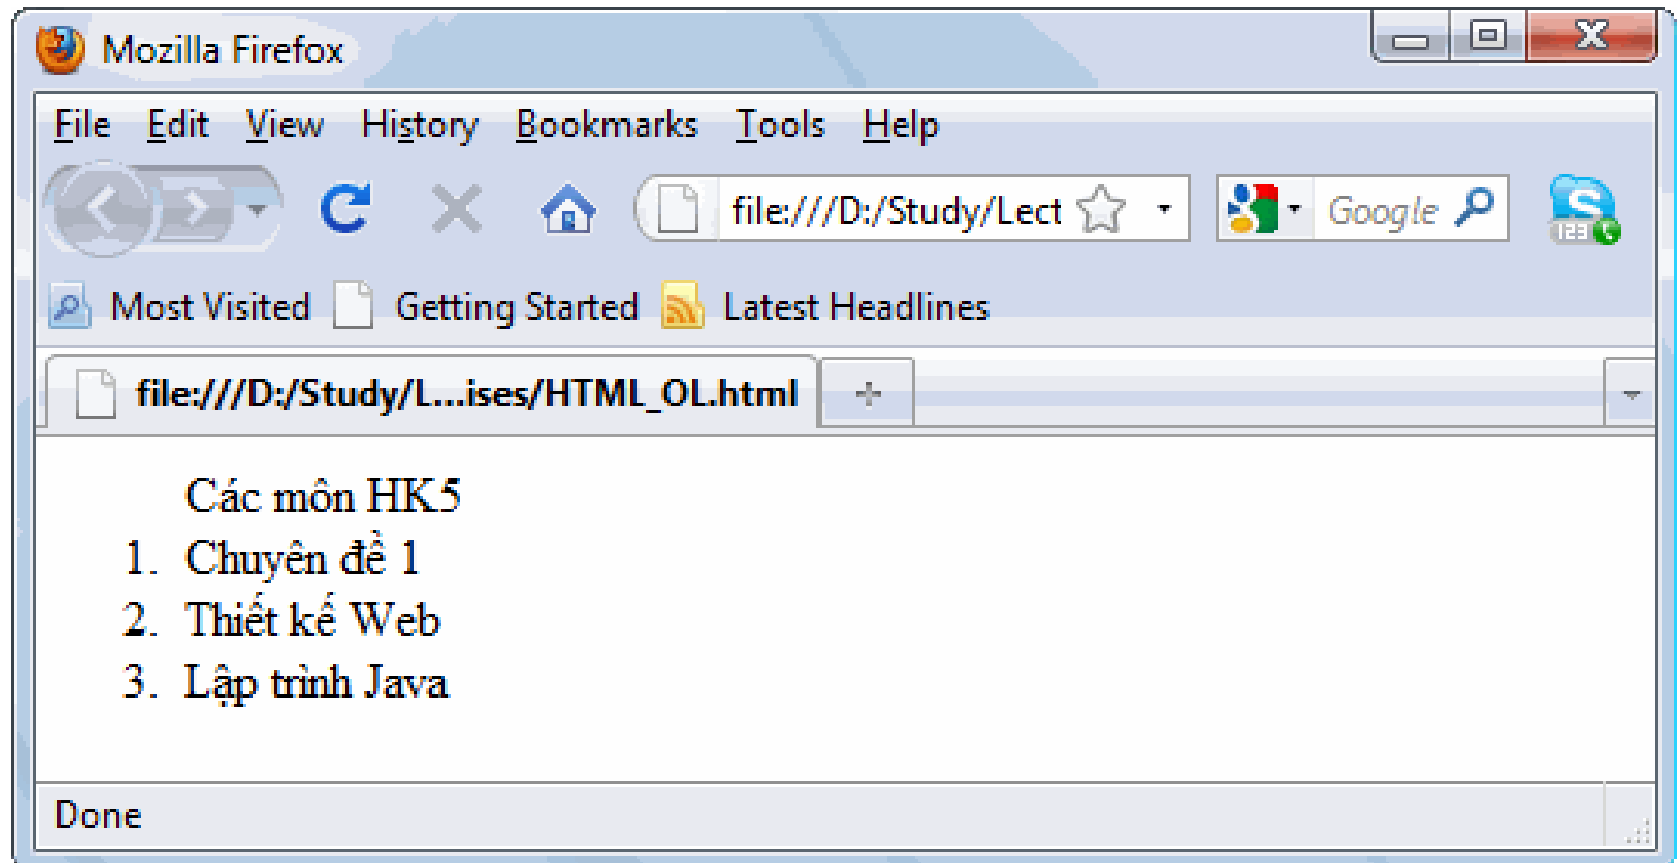 Mozilla Firefox
File Edit View History Bookmarks Tools Help
file:///D:/Study/Lect Google 123
Most Visited Getting Started Latest Headlines
file:///D:/Study/L...ises/HTML_OL.html
Các môn HK5
1. Chuyên đề 1
2. Thiết kế Web
3. Lập trình Java
Done